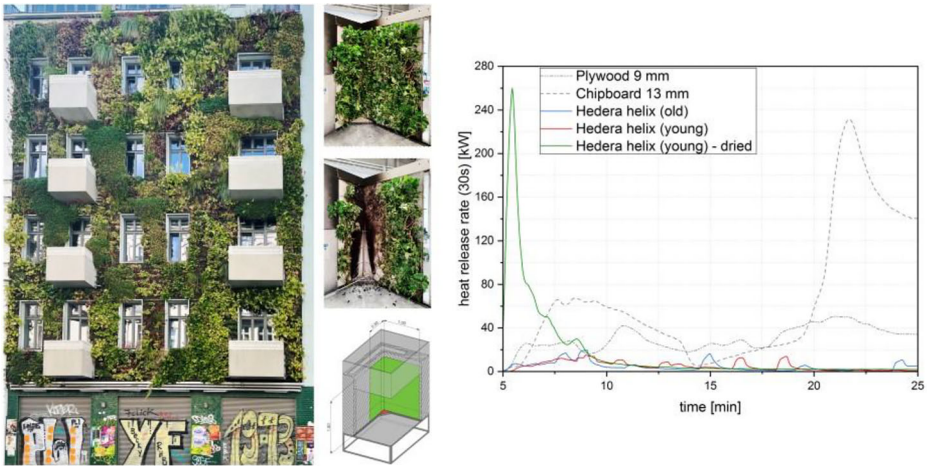 280
240
200
160
120
80
40
0
heat release rate (30s) [kW]
Plywood 9 mm
Chipboard 13 mm
Hedera helix (old)
Hedera helix (young)
Hedera helix (young) - dried
5
10
15
20
25
time [min]